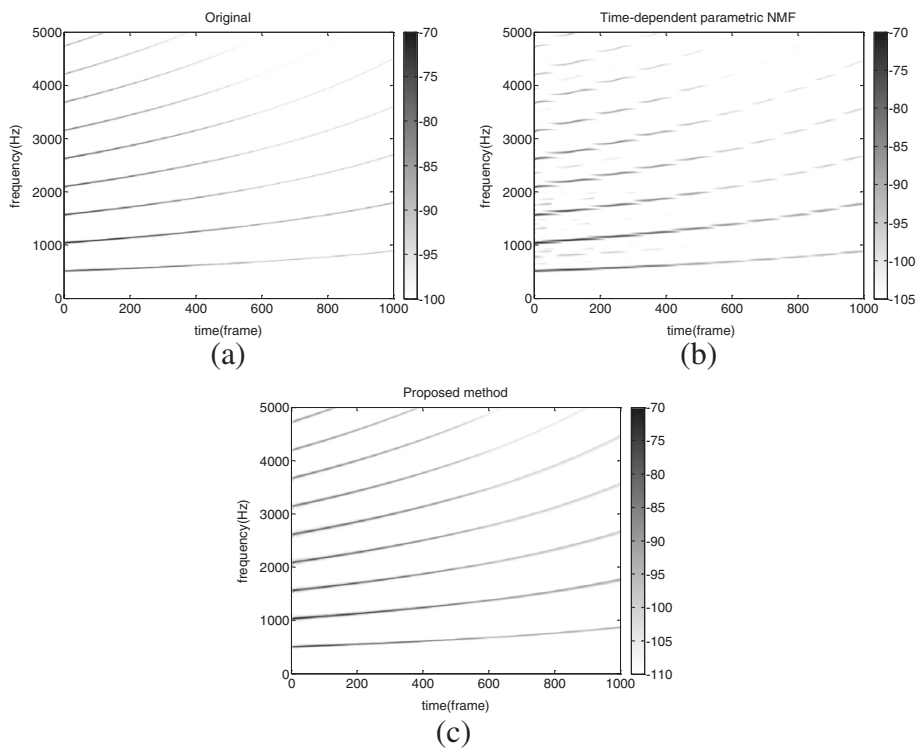 Original
5000
4000
3000
2000
1000
0
frequency(Hz)
0 200 400 600 800 1000
time(frame)
-70
-75
-80
-85
-90
-95
-100
(a)
Time-dependent parametric NMF
5000
4000
3000
2000
1000
0
frequency(Hz)
0 200 400 600 800 1000
time(frame)
-70
-75
-80
-85
-90
-95
-100
-105
(b)
Proposed method
5000
4000
3000
2000
1000
0
frequency(Hz)
0 200 400 600 800 1000
time(frame)
-70
-75
-80
-85
-90
-95
-100
-105
-110
(c)